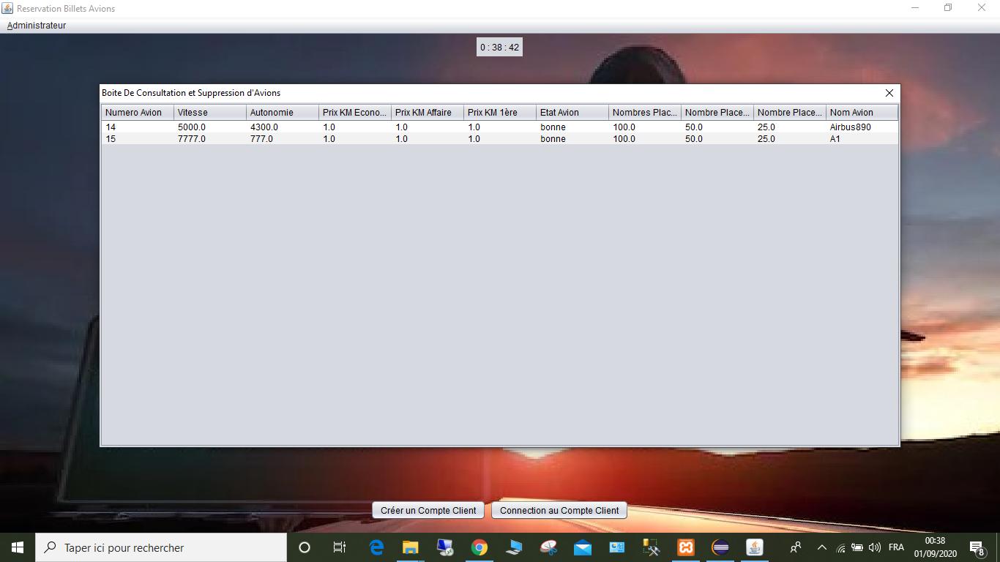 Reservation Billets Avions
Administrateur
0 : 38 : 42
Boite De Consultation et Suppression d'Avions
Numero Avion Vitesse Autonomie Prix KM Econo... Prix KM Affaire Prix KM 1ère Etat Avion Nombres Plac... Nombre Place... Nombre Place... Nom Avion
14 5000.0 4300.0 1.0 1.0 1.0 bonne 100.0 50.0 25.0 Airbus890
15 7777.0 777.0 1.0 1.0 1.0 bonne 100.0 50.0 25.0 A1
Créer un Compte Client Connection au Compte Client
Taper ici pour rechercher
FRA
00:38
01/09/2020
8